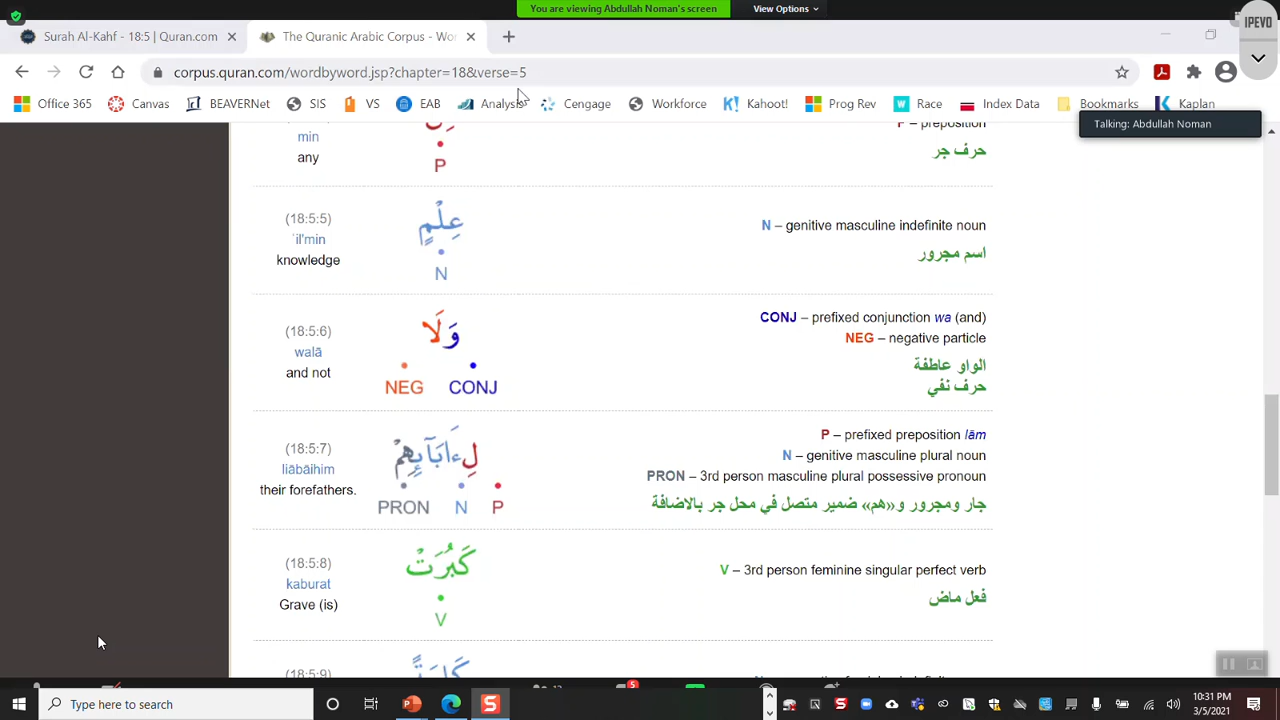 You are viewing Abdullah Noman's screen
View Options
IPEVO
Surah Al-Kahf - 18:5 | Quran.com
The Quranic Arabic Corpus - Wo
corpus.quran.com/wordbyword.jsp?chapter=18&verse=5
Office 365
Canvas
BEAVERNet
SIS
VS
EAB
Analysis
Cengage
Workforce
Kahoot!
Prog Rev
Race
Index Data
Bookmarks
Kaplan
Talking: Abdullah Noman
min
any
P
P – preposition
حرف جر
(18:5:5)
ʿil'min
knowledge
عِلْمٍ
N
N – genitive masculine indefinite noun
اسم مجرور
(18:5:6)
walā
and not
وَلَا
NEG CONJ
CONJ – prefixed conjunction wa (and)
NEG – negative particle
الواو عاطفة
حرف نفي
(18:5:7)
liābāihim
their forefathers.
لِءَابَآئِهِمْ
PRON N P
P – prefixed preposition lām
N – genitive masculine plural noun
PRON – 3rd person masculine plural possessive pronoun
جار ومجرور و«هم» ضمير متصل في محل جر بالاضافة
(18:5:8)
kaburat
Grave (is)
كَبُرَتْ
V
V – 3rd person feminine singular perfect verb
فعل ماض
(18:5:9)
Type here to search
10:31 PM
3/5/2021